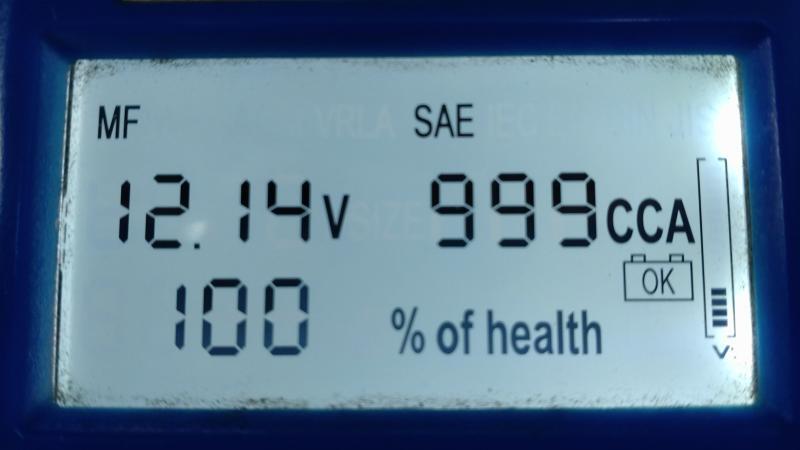 MF SAE
12.14V 999CCA
OK
100 % of health